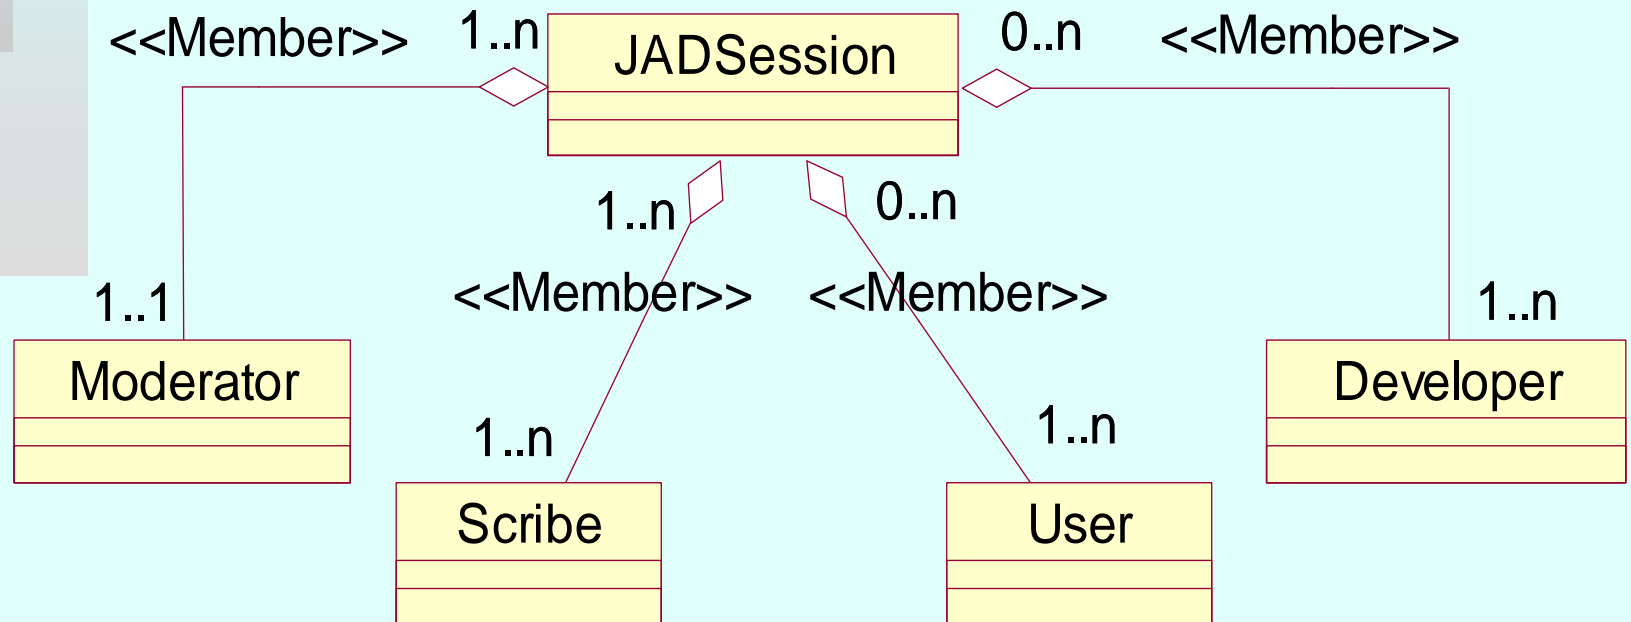 <<Member>>
1..n
JADSession
0..n
<<Member>>
1..n
0..n
<<Member>>
<<Member>>
1..1
1..n
Moderator
Developer
1..n
1..n
Scribe
User